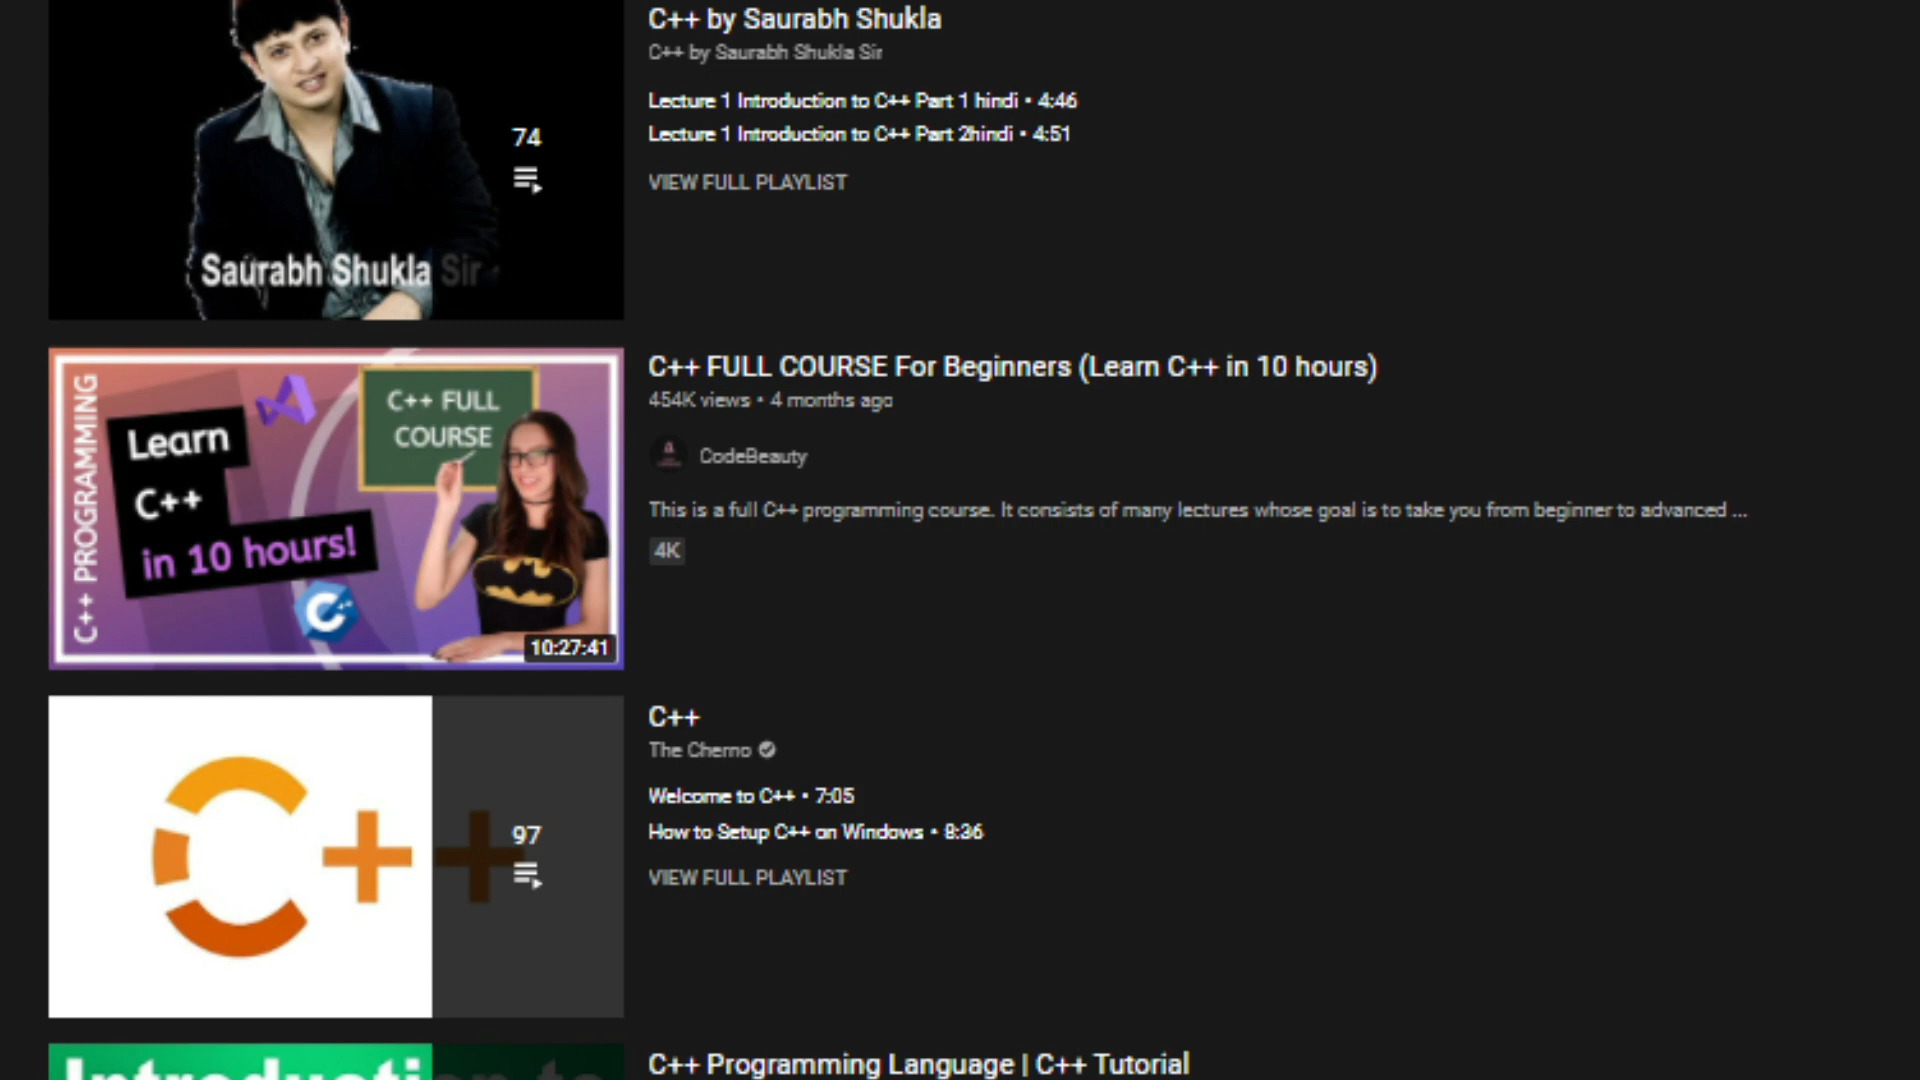 C++ by Saurabh Shukla
C++ by Saurabh Shukla Sir
Lecture 1 Introduction to C++ Part 1 hindi • 4:46
Lecture 1 Introduction to C++ Part 2hindi • 4:51
VIEW FULL PLAYLIST
74
Saurabh Shukla Sir
C++ PROGRAMMING
Learn
C++
in 10 hours!
C++ FULL
COURSE
C++
10:27:41
C++ FULL COURSE For Beginners (Learn C++ in 10 hours)
454K views • 4 months ago
CodeBeauty
This is a full C++ programming course. It consists of many lectures whose goal is to take you from beginner to advanced ...
4K
C++
97
C++
The Cherno
Welcome to C++ • 7:05
How to Setup C++ on Windows • 8:36
VIEW FULL PLAYLIST
Introduction to
C++ Programming Language | C++ Tutorial